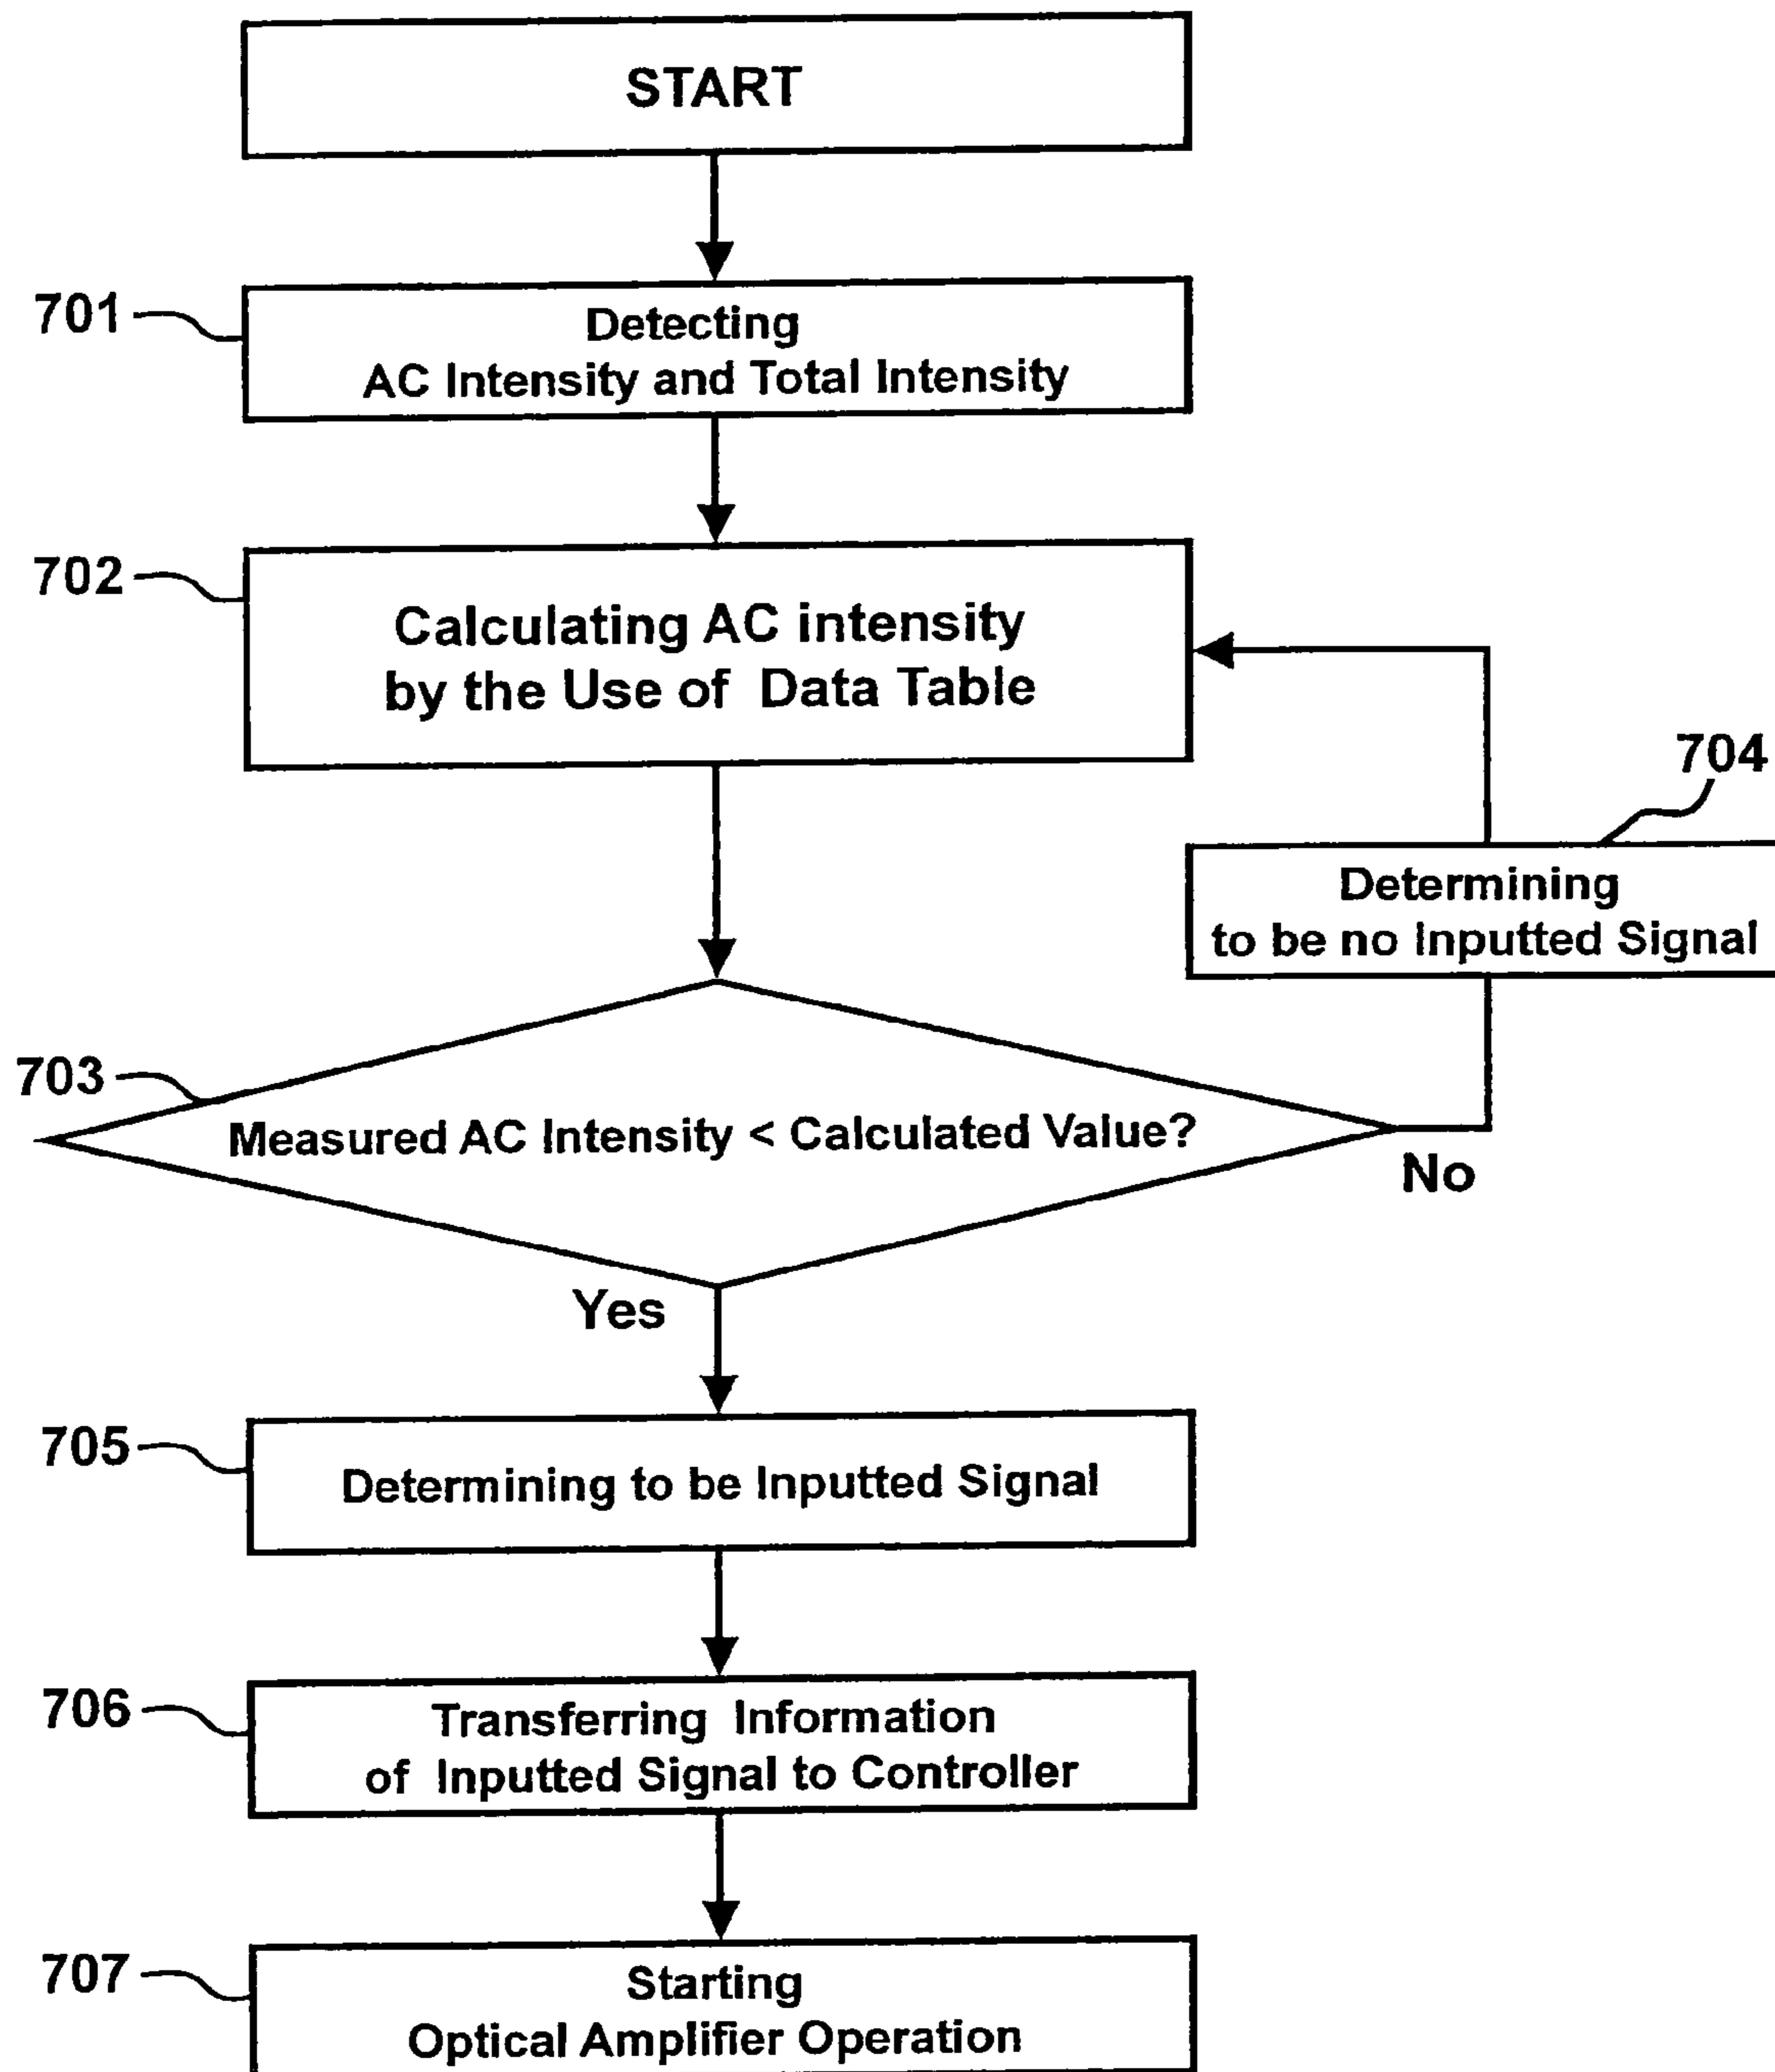 START
701
Detecting
AC Intensity and Total Intensity
702
Calculating AC intensity
by the Use of Data Table
704
Determining
to be no Inputted Signal
703
Measured AC Intensity < Calculated Value?
No
Yes
705
Determining to be Inputted Signal
706
Transferring Information
of Inputted Signal to Controller
707
Starting
Optical Amplifier Operation